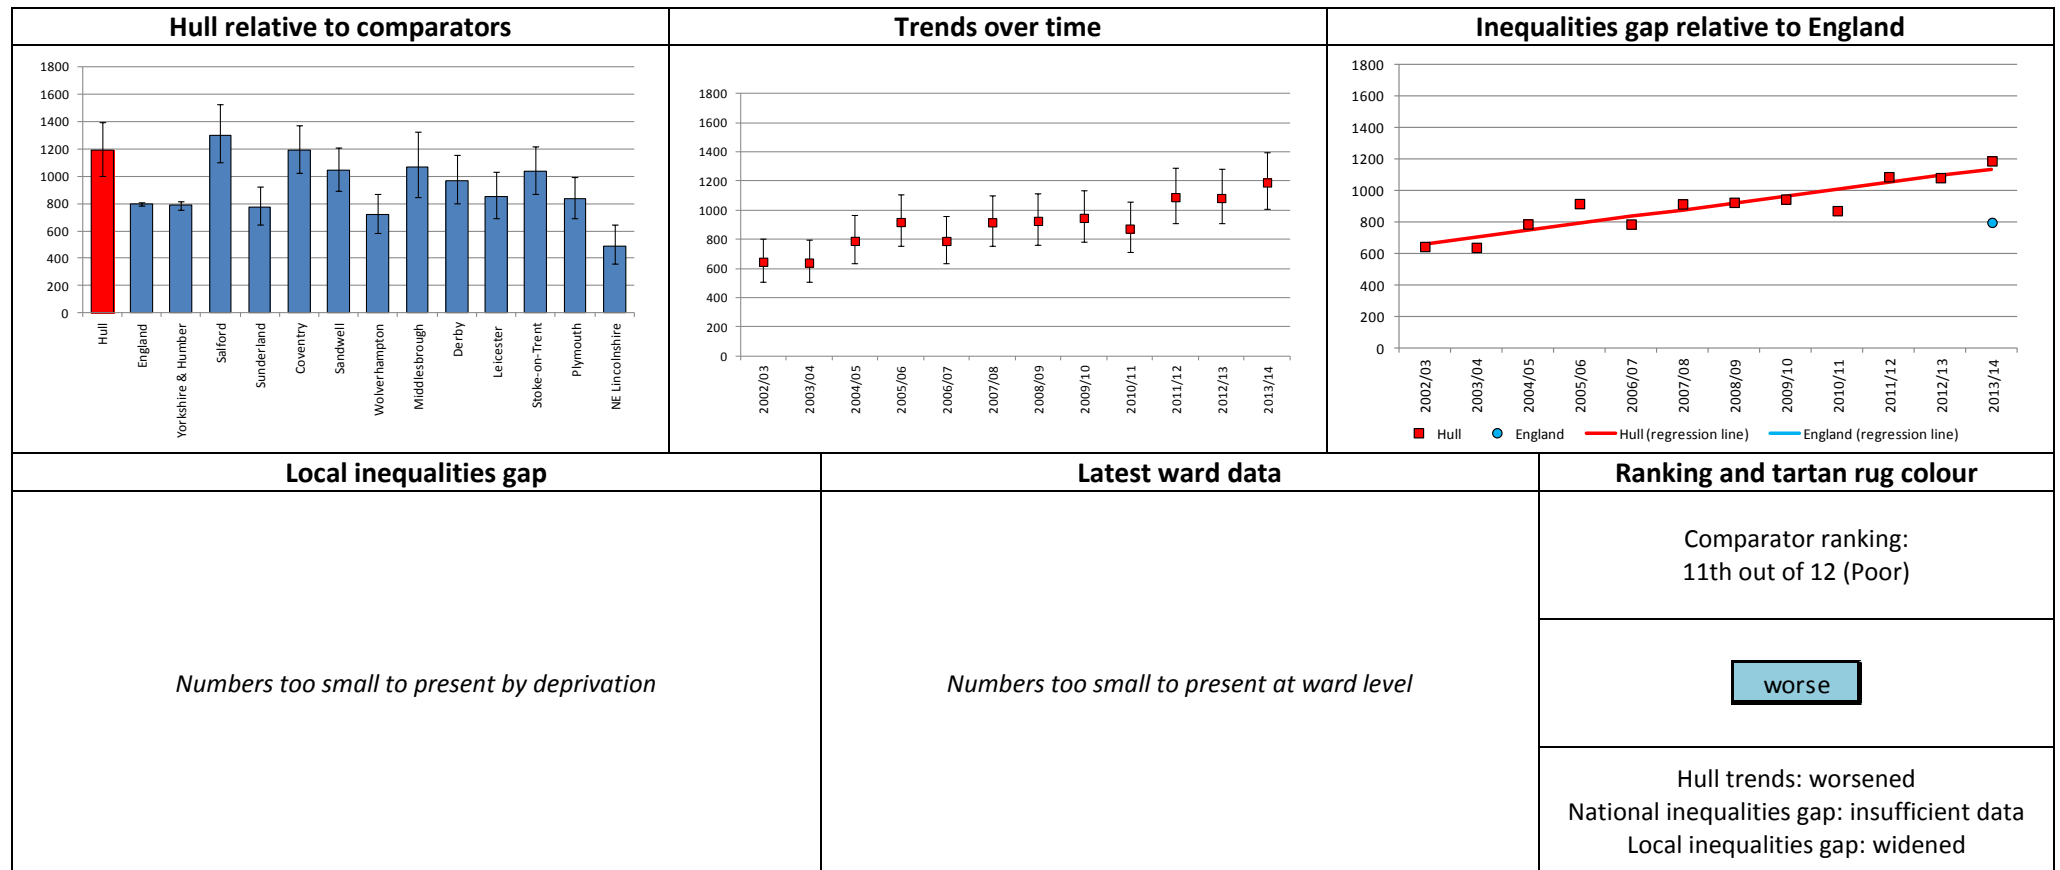 Hull relative to comparators
Trends over time
Inequalities gap relative to England
1800
1600
1400
1200
1000
800
600
400
200
0
Hull
England
Yorkshire & Humber
Salford
Sunderland
Coventry
Sandwell
Wolverhampton
Middlesbrough
Derby
Leicester
Stoke-on-Trent
Plymouth
NE Lincolnshire
1800
1600
1400
1200
1000
800
600
400
200
0
2002/03
2003/04
2004/05
2005/06
2006/07
2007/08
2008/09
2009/10
2010/11
2011/12
2012/13
2013/14
1800
1600
1400
1200
1000
800
600
400
200
0
2002/03
2003/04
2004/05
2005/06
2006/07
2007/08
2008/09
2009/10
2010/11
2011/12
2012/13
2013/14
Hull England Hull (regression line) England (regression line)
Local inequalities gap
Latest ward data
Ranking and tartan rug colour
Numbers too small to present by deprivation
Numbers too small to present at ward level
Comparator ranking:
11th out of 12 (Poor)
worse
Hull trends: worsened
National inequalities gap: insufficient data
Local inequalities gap: widened